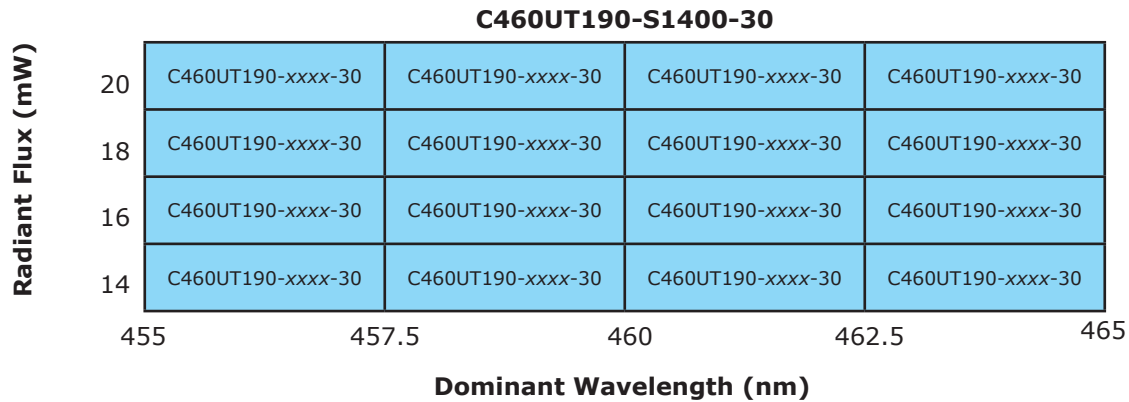 C460UT190-S1400-30
Radiant Flux (mW)
20 C460UT190-xxxx-30 C460UT190-xxxx-30 C460UT190-xxxx-30 C460UT190-xxxx-30
18 C460UT190-xxxx-30 C460UT190-xxxx-30 C460UT190-xxxx-30 C460UT190-xxxx-30
16 C460UT190-xxxx-30 C460UT190-xxxx-30 C460UT190-xxxx-30 C460UT190-xxxx-30
14 C460UT190-xxxx-30 C460UT190-xxxx-30 C460UT190-xxxx-30 C460UT190-xxxx-30
455 457.5 460 462.5 465
Dominant Wavelength (nm)